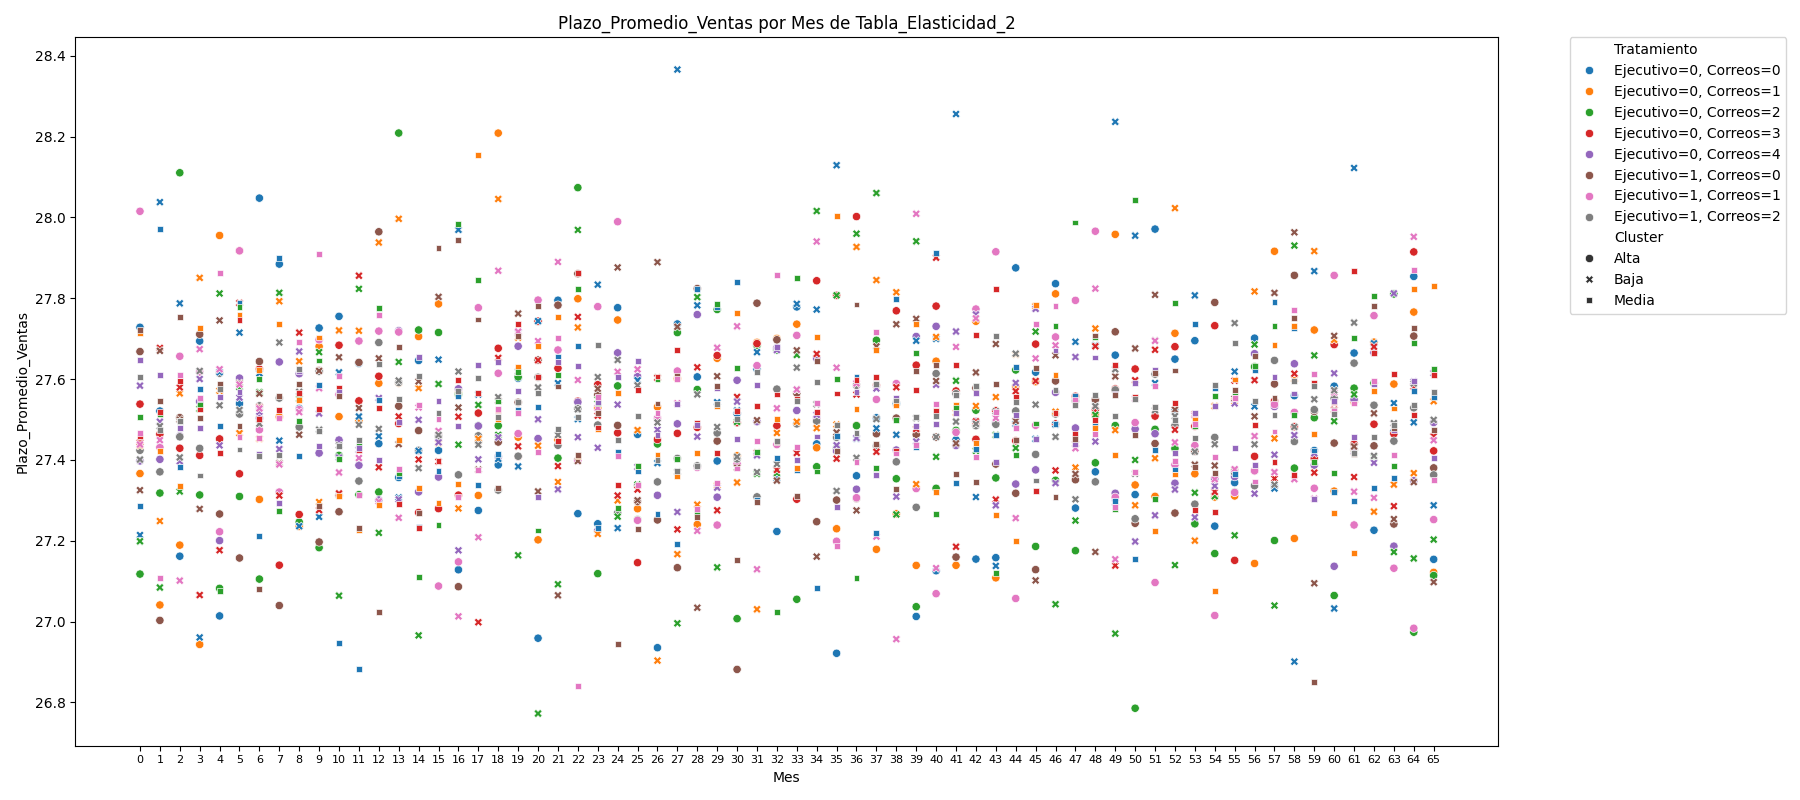 Plazo_Promedio_Ventas por Mes de Tabla_Elasticidad_2
Plazo_Promedio_Ventas
28.4
28.2
28.0
27.8
27.6
27.4
27.2
27.0
26.8
0 1 2 3 4 5 6 7 8 9 10 11 12 13 14 15 16 17 18 19 20 21 22 23 24 25 26 27 28 29 30 31 32 33 34 35 36 37 38 39 40 41 42 43 44 45 46 47 48 49 50 51 52 53 54 55 56 57 58 59 60 61 62 63 64 65
Mes
Tratamiento
Ejecutivo=0, Correos=0
Ejecutivo=0, Correos=1
Ejecutivo=0, Correos=2
Ejecutivo=0, Correos=3
Ejecutivo=0, Correos=4
Ejecutivo=1, Correos=0
Ejecutivo=1, Correos=1
Ejecutivo=1, Correos=2
Cluster
Alta
Baja
Media